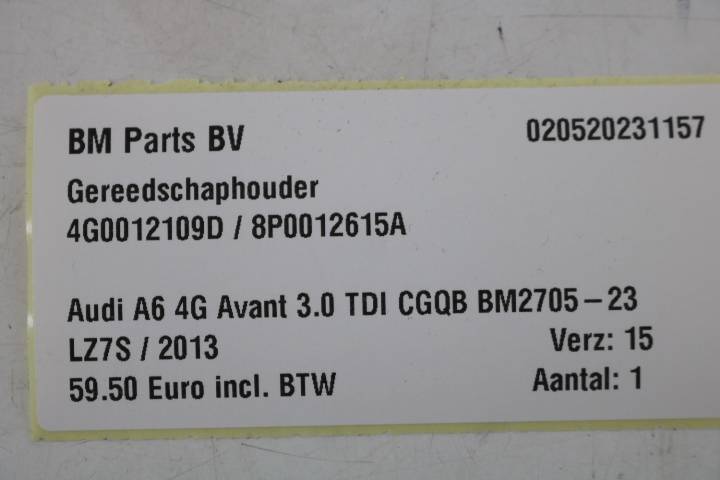 BM Parts BV 020520231157
Gereedschaphouder
4G0012109D / 8P0012615A
Audi A6 4G Avant 3.0 TDI CGQB BM2705-23
LZ7S / 2013 Verz: 15
59.50 Euro incl. BTW Aantal: 1